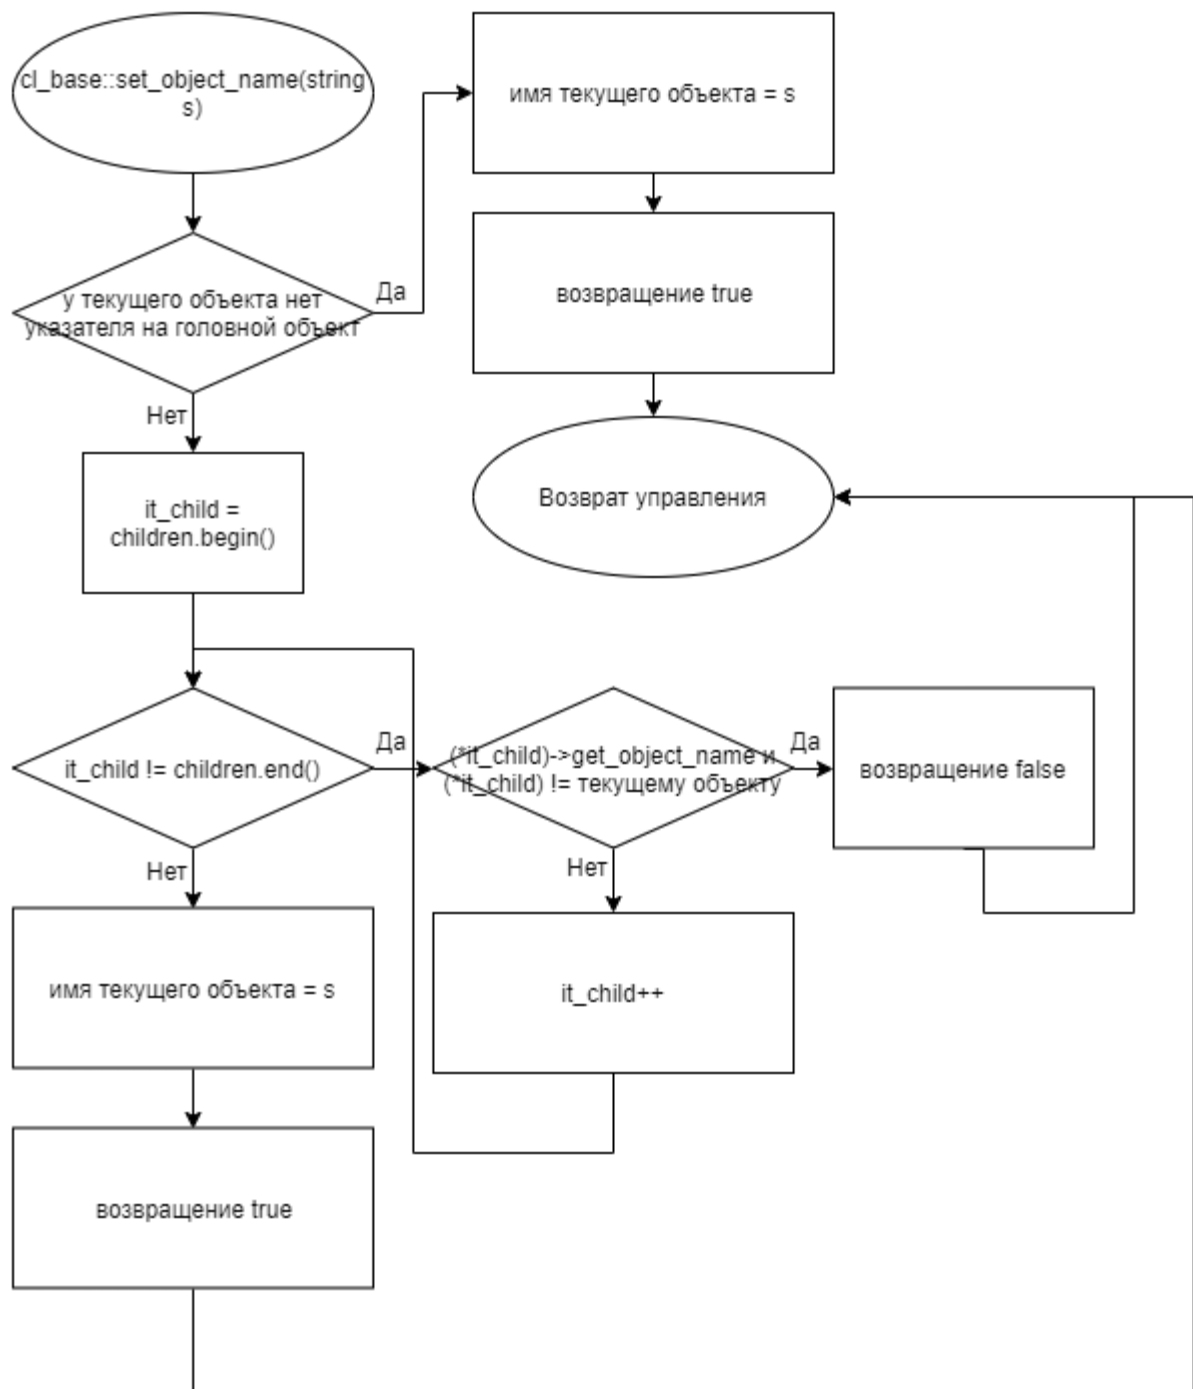 cl_base::set_object_name(string
s)
имя текущего объекта = s
возвращение true
у текущего объекта нет
указателя на головной объект
Да
Нет
it_child =
children.begin()
Возврат управления
it_child != children.end()
Да
(*it_child)->get_object_name и
(*it_child) != текущему объекту
Да
возвращение false
Нет
Нет
имя текущего объекта = s
it_child++
возвращение true